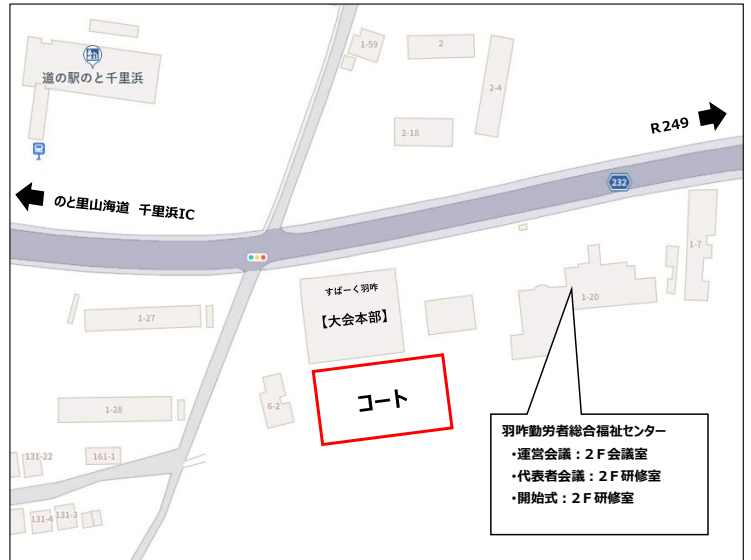 1-59
2
道の駅のと千里浜
2-4
2-18
R249
232
のと里山海道 千里浜IC
1-7
すぱーく羽咋
【大会本部】
1-20
1-27
コート
6-2
1-28
羽咋勤労者総合福祉センター
・運営会議：２Ｆ会議室
・代表者会議：２Ｆ研修室
・開始式：２Ｆ研修室
131-22
161-1
131-4
131-3